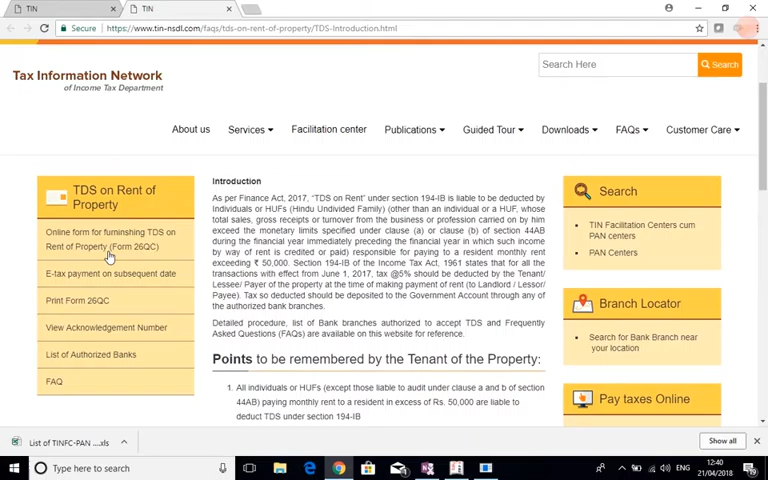 TIN
TIN
Secure https://www.tin-nsdl.com/faqs/tds-on-rent-of-property/TDS-Introduction.html
Tax Information Network
of Income Tax Department
Search Here
Search
About us Services Facilitation center Publications Guided Tour Downloads FAQs Customer Care
TDS on Rent of
Property
Online form for furnishing TDS on
Rent of Property (Form 26QC)
E-tax payment on subsequent date
Print Form 26QC
View Acknowledgement Number
List of Authorized Banks
FAQ
Introduction
As per Finance Act, 2017, "TDS on Rent" under section 194-IB is liable to be deducted by
Individuals or HUFs (Hindu Undivided Family) (other than an individual or a HUF, whose
total sales, gross receipts or turnover from the business or profession carried on by him
exceed the monetary limits specified under clause (a) or clause (b) of section 44AB
during the financial year immediately preceding the financial year in which such income
by way of rent is credited or paid) responsible for paying to a resident monthly rent
exceeding ₹ 50,000. Section 194-IB of the Income Tax Act, 1961 states that for all the
transactions with effect from June 1, 2017, tax @5% should be deducted by the Tenant/
Lessee/ Payer of the property at the time of making payment of rent (to Landlord / Lessor/
Payee). Tax so deducted should be deposited to the Government Account through any of
the authorized bank branches.
Detailed procedure, list of Bank branches authorized to accept TDS and Frequently
Asked Questions (FAQs) are available on this website for reference.
Points to be remembered by the Tenant of the Property:
1. All individuals or HUFs (except those liable to audit under clause a and b of section
44AB) paying monthly rent to a resident in excess of Rs. 50,000 are liable to
deduct TDS under section 194-IB
Search
TIN Facilitation Centers cum
PAN centers
PAN Centers
Branch Locator
Search for Bank Branch near
your location
Pay taxes Online
List of TINFC-PAN ....xls
Show all
Type here to search
ENG
12:40
21/04/2018
19